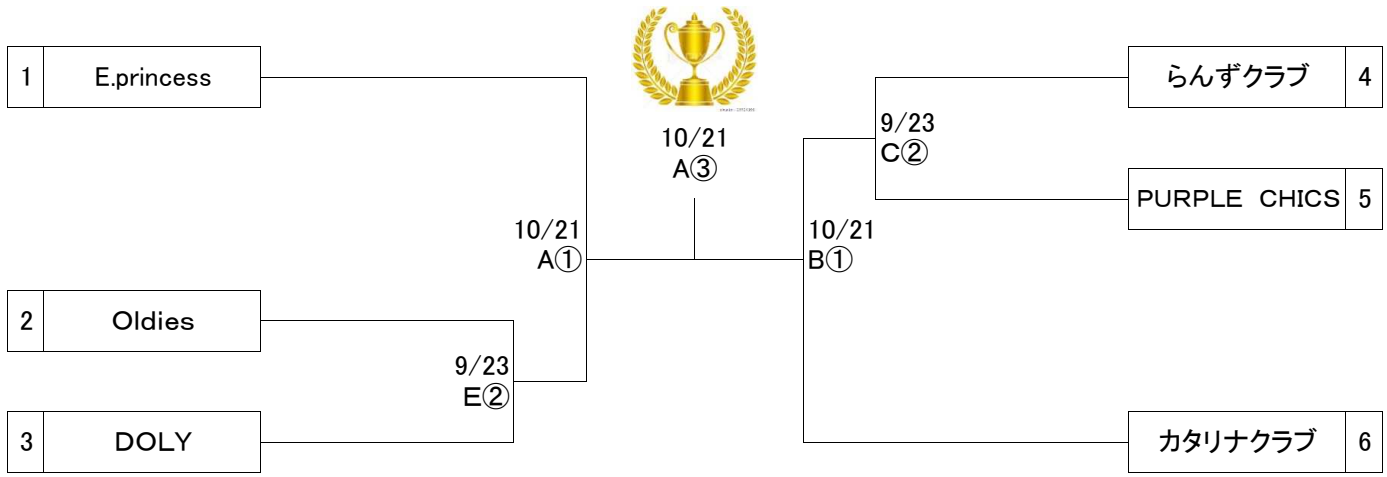 1 E.princess
10/21
A③
らんずクラブ 4
9/23
C②
PURPLE CHICS 5
10/21
A①
10/21
B①
2 Oldies
9/23
E②
3 DOLY
カタリナクラブ 6